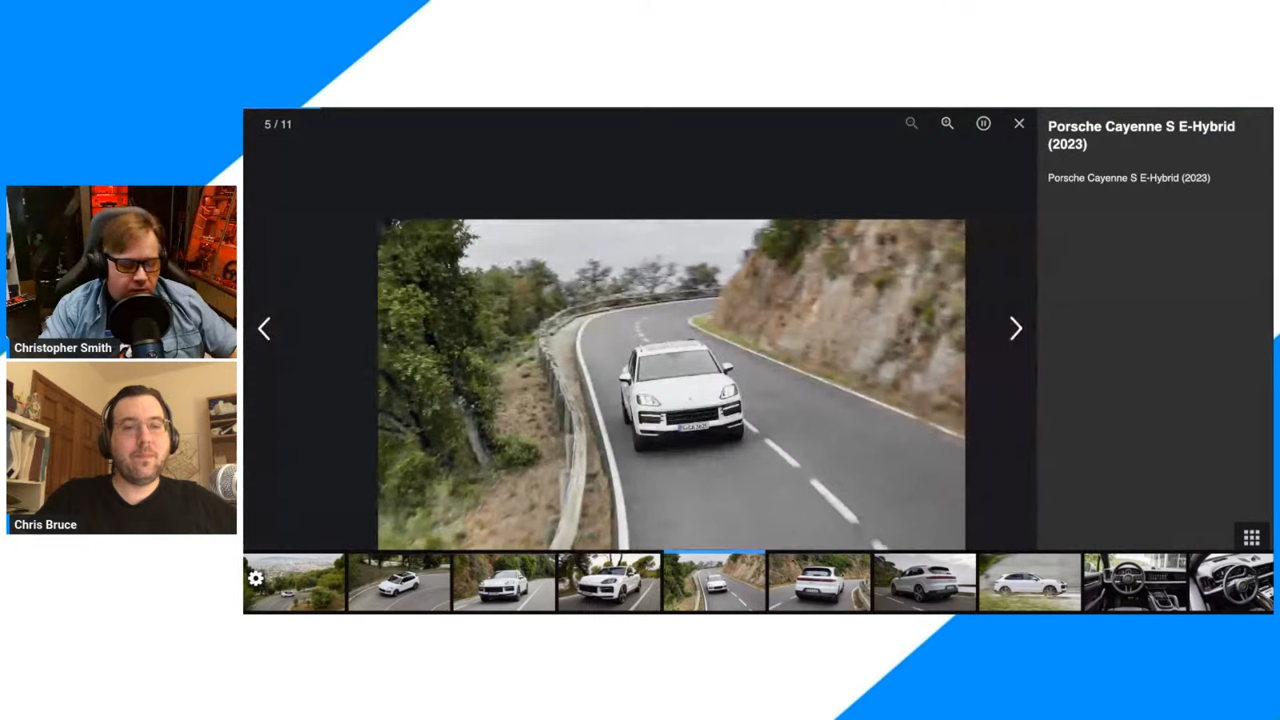 5 / 11
Porsche Cayenne S E-Hybrid
(2023)
Porsche Cayenne S E-Hybrid (2023)
Christopher Smith
Chris Bruce